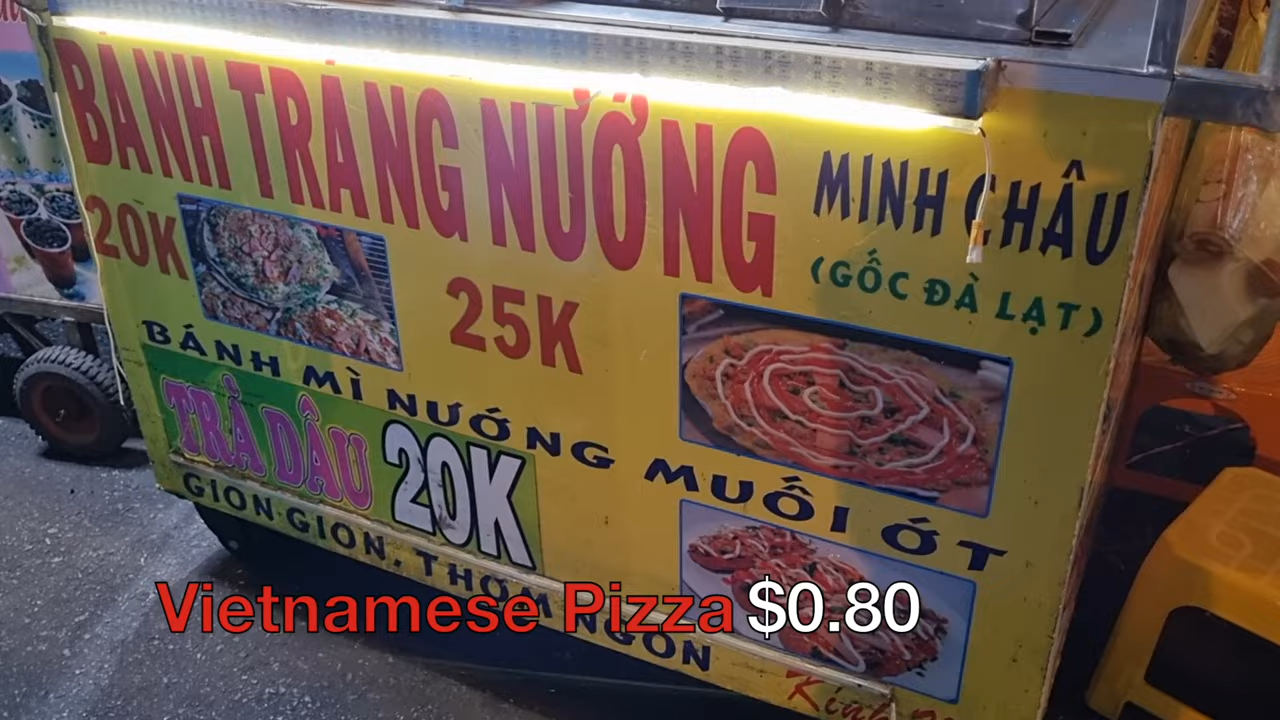 BÁNH TRÁNG NƯỚNG
MINH CHÂU
(GỐC ĐÀ LẠT)
20K
25K
BÁNH MÌ NƯỚNG MUỐI ỚT
TRÀ DÂU 20K
GIÒN GIÒN, THƠM NGON
Vietnamese Pizza $0.80